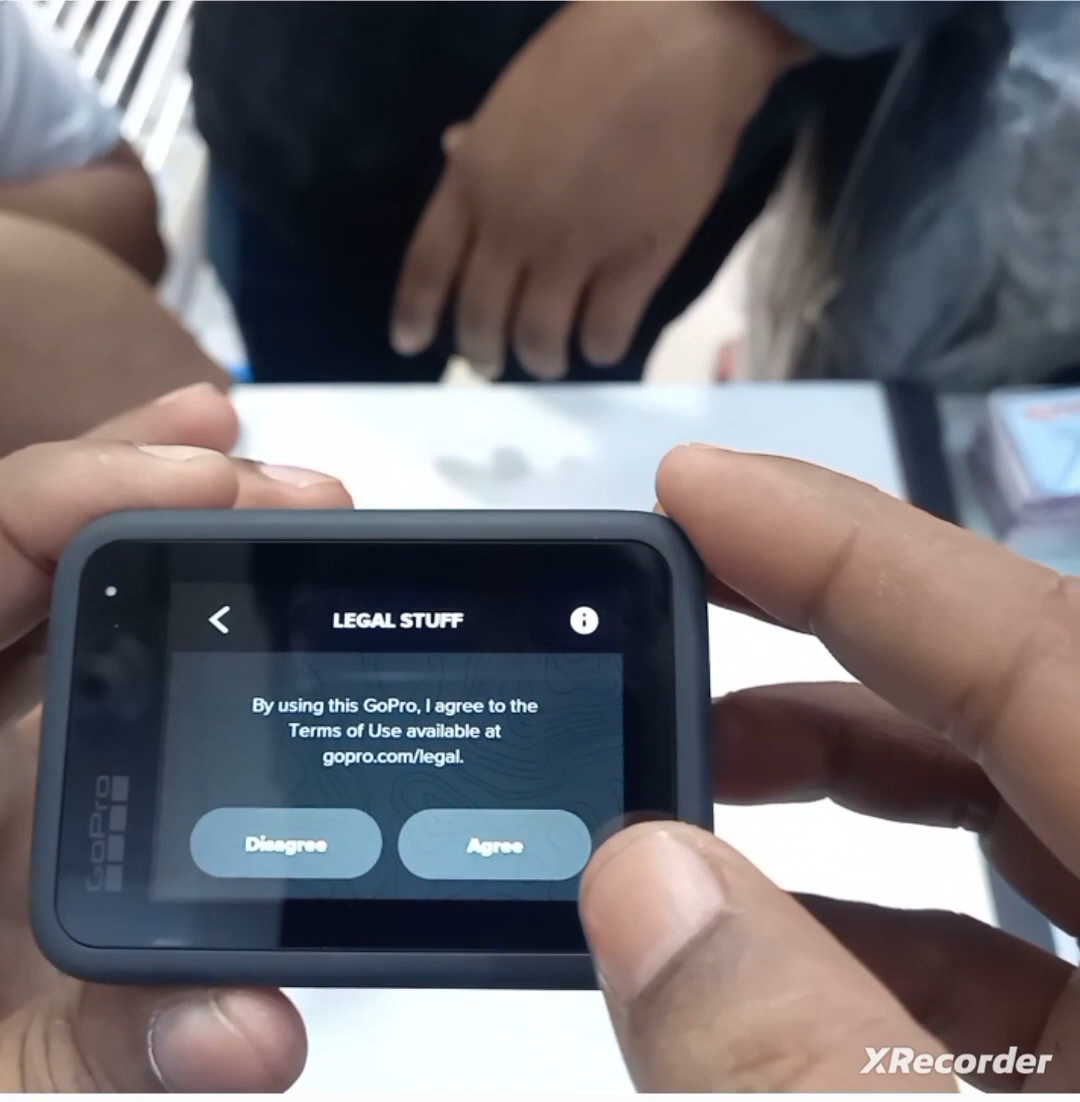 LEGAL STUFF
By using this GoPro, I agree to the
Terms of Use available at
gopro.com/legal.
Disagree
Agree
GoPro
XRecorder